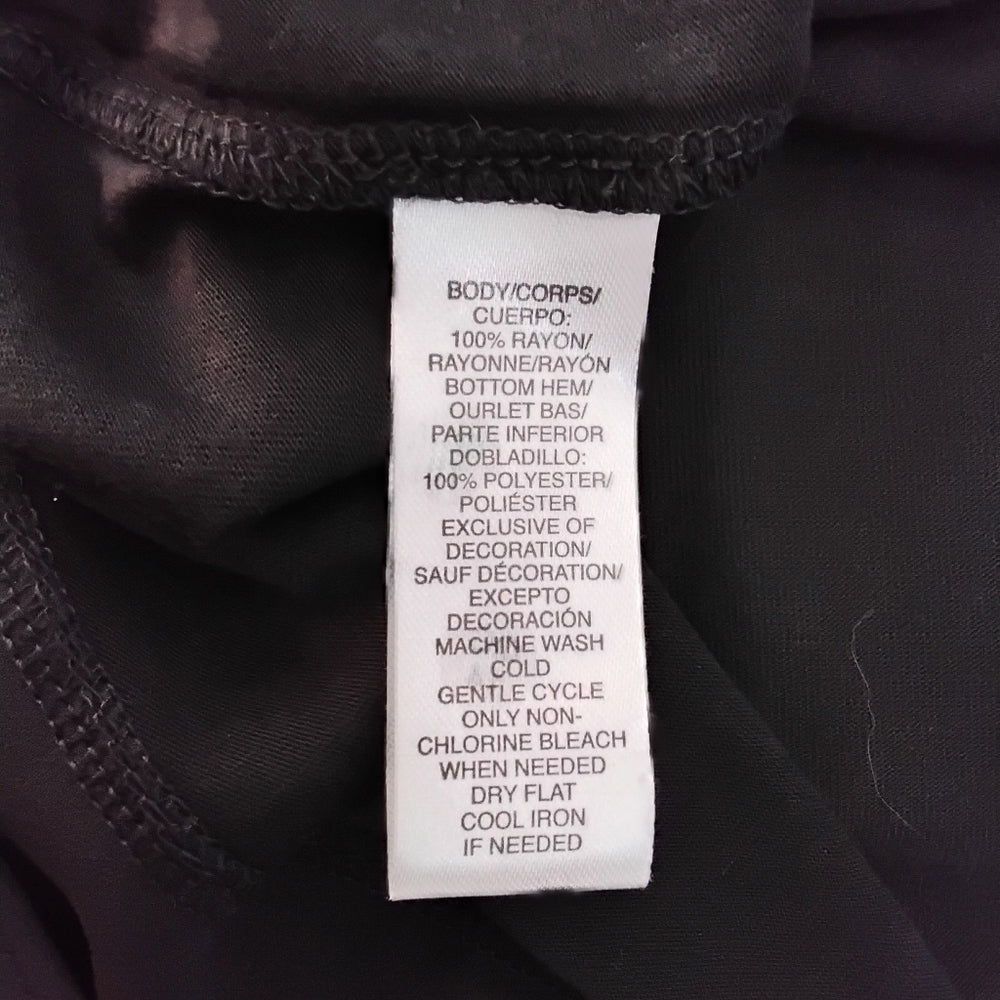 BODY/CORPS/
CUERPO:
100% RAYON/
RAYONNE/RAYÓN
BOTTOM HEM/
OURLET BAS/
PARTE INFERIOR
DOBLADILLO:
100% POLYESTER/
POLIÉSTER
EXCLUSIVE OF
DECORATION/
SAUF DÉCORATION/
EXCEPTO
DECORACIÓN
MACHINE WASH
COLD
GENTLE CYCLE
ONLY NON-
CHLORINE BLEACH
WHEN NEEDED
DRY FLAT
COOL IRON
IF NEEDED